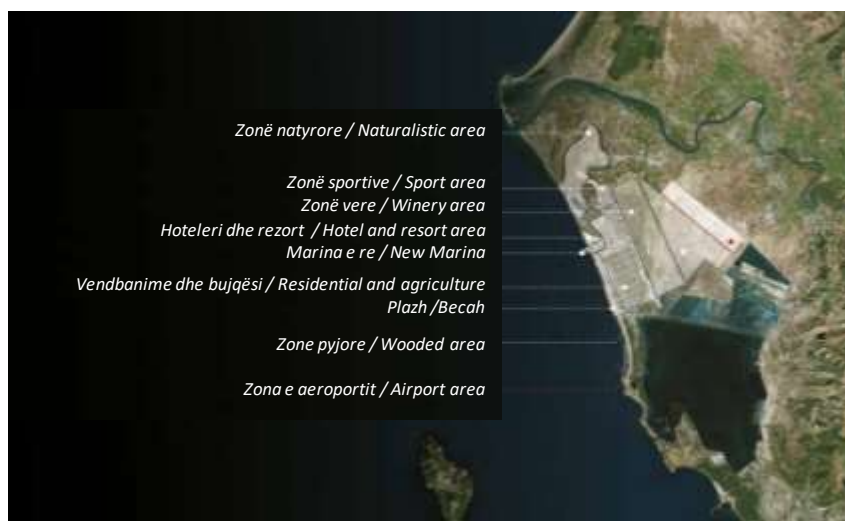 Zonë natyrore / Naturalistic area
Zonë sportive / Sport area
Zonë vere / Winery area
Hoteleri dhe rezort / Hotel and resort area
Marina e re / New Marina
Vendbanime dhe bujqësi / Residential and agriculture
Plazh /Becah
Zone pyjore / Wooded area
Zona e aeroportit / Airport area